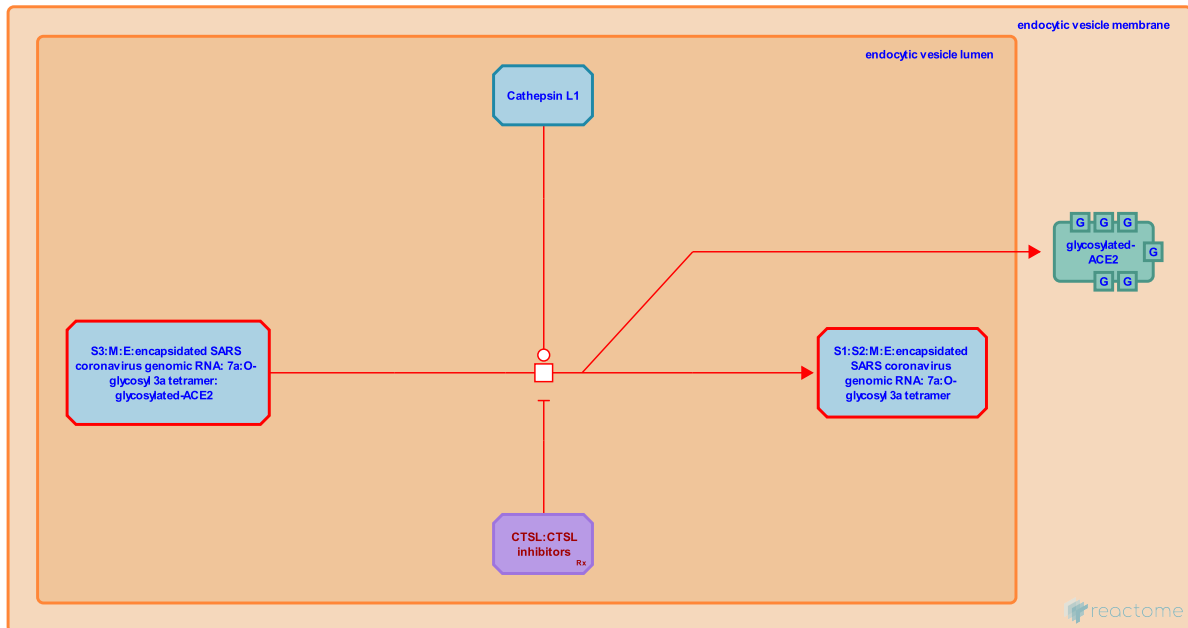 endocytic vesicle membrane
endocytic vesicle lumen
Cathepsin L1
G G G
glycosylated-
ACE2
G
G G
S3:M:E:encapsidated SARS
coronavirus genomic RNA: 7a:O-
glycosyl 3a tetramer:
glycosylated-ACE2
S1:S2:M:E:encapsidated
SARS coronavirus
genomic RNA: 7a:O-
glycosyl 3a tetramer
CTSL:CTSL
inhibitors
Rx
reactome